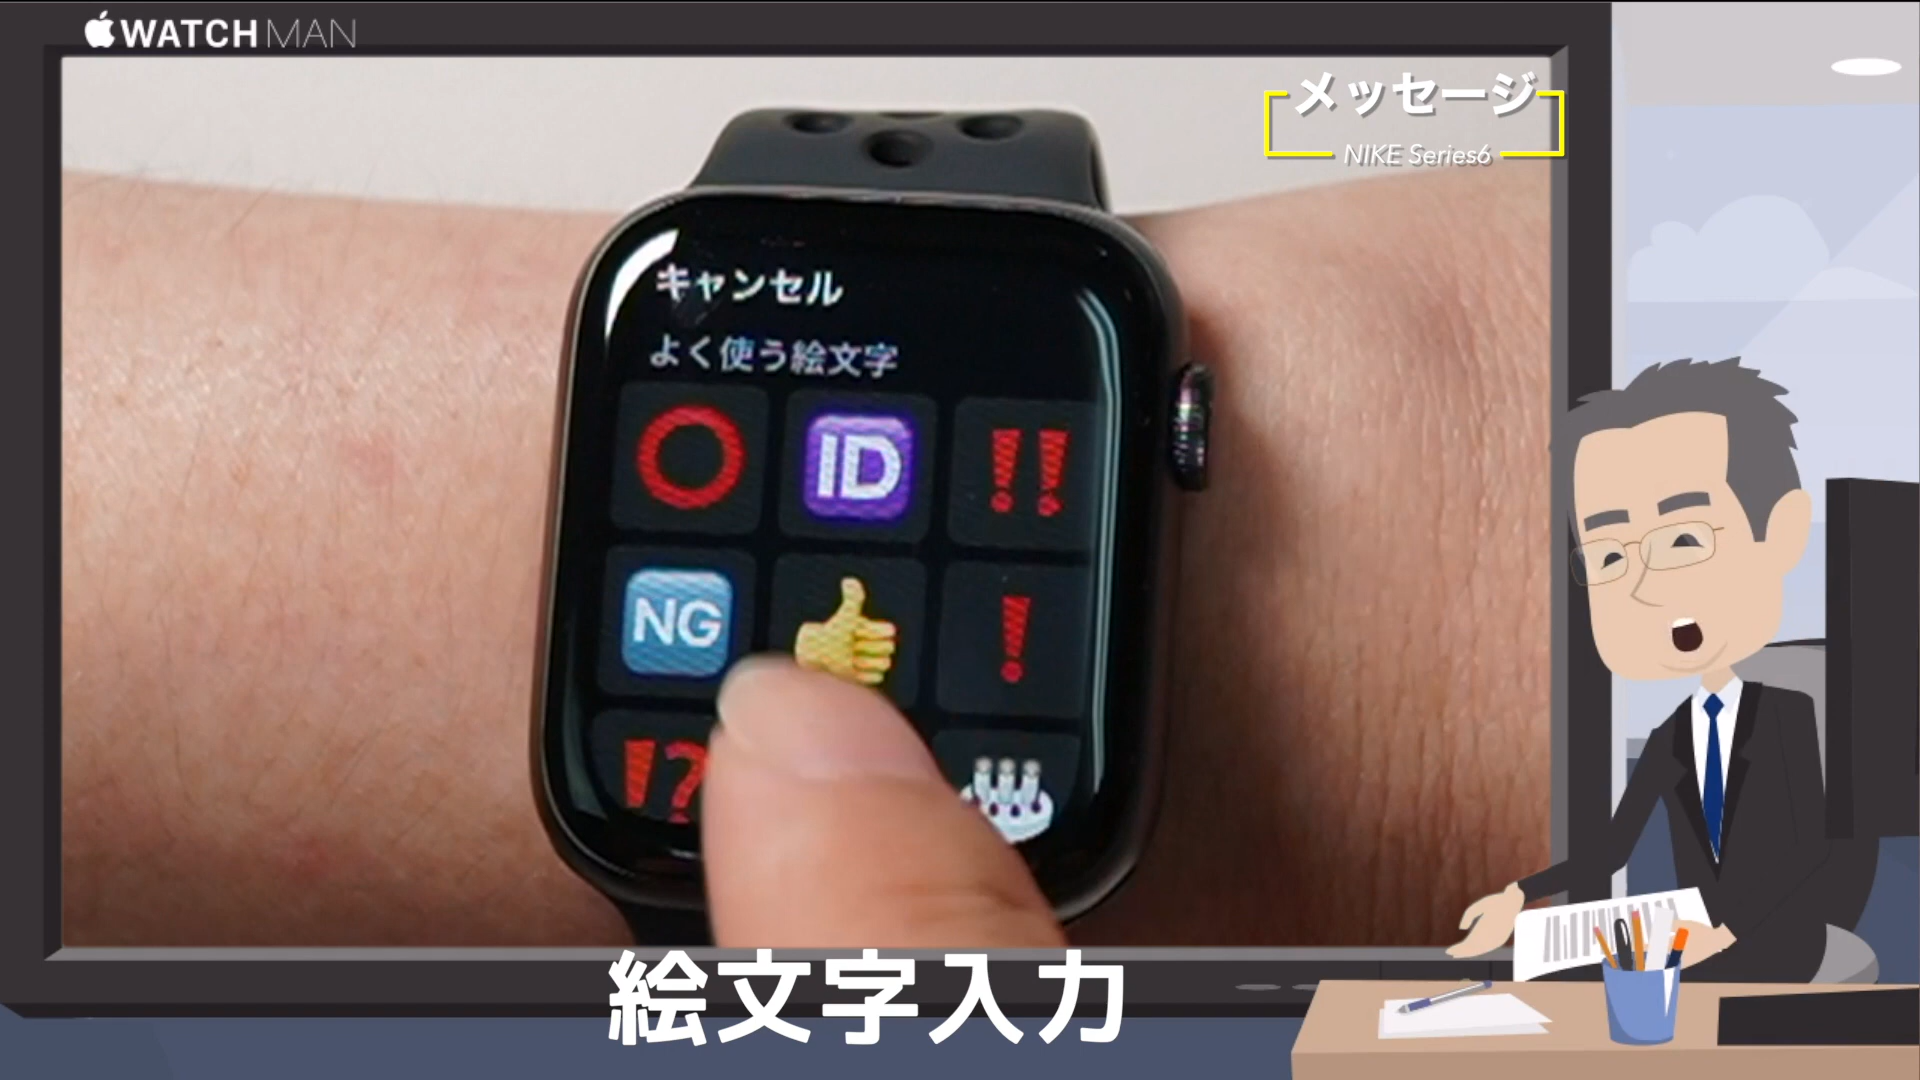 WATCH MAN
メッセージ
NIKE Series6
キャンセル
よく使う絵文字
ID
!!
NG
!
!?
絵文字入力